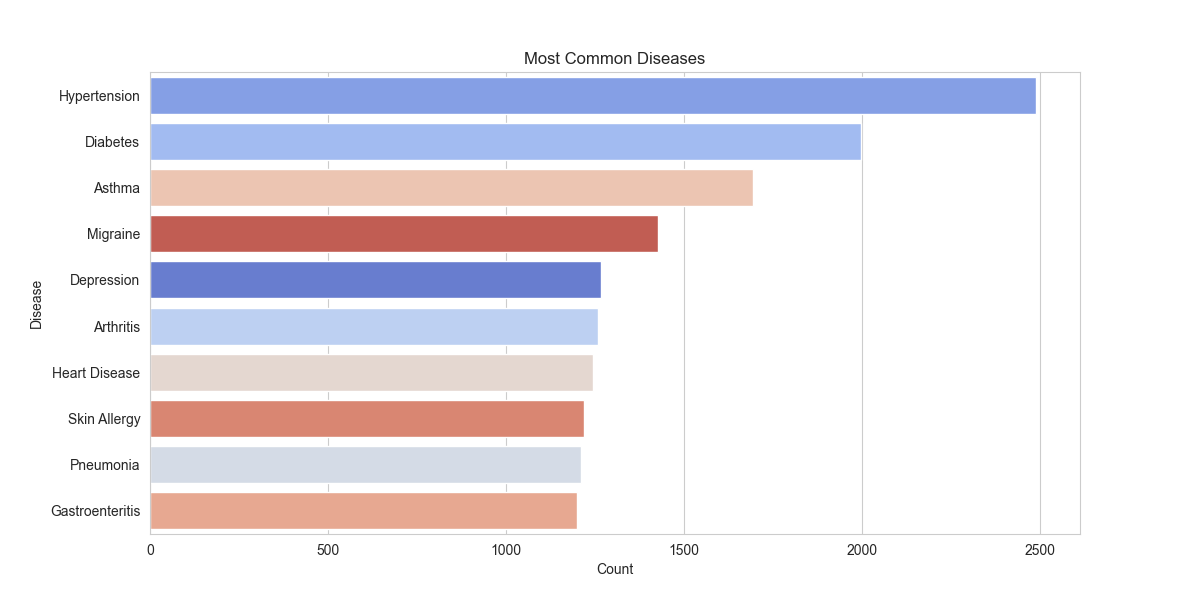 Most Common Diseases
Hypertension
Diabetes
Asthma
Migraine
Depression
Arthritis
Heart Disease
Skin Allergy
Pneumonia
Gastroenteritis
Disease
0 500 1000 1500 2000 2500
Count